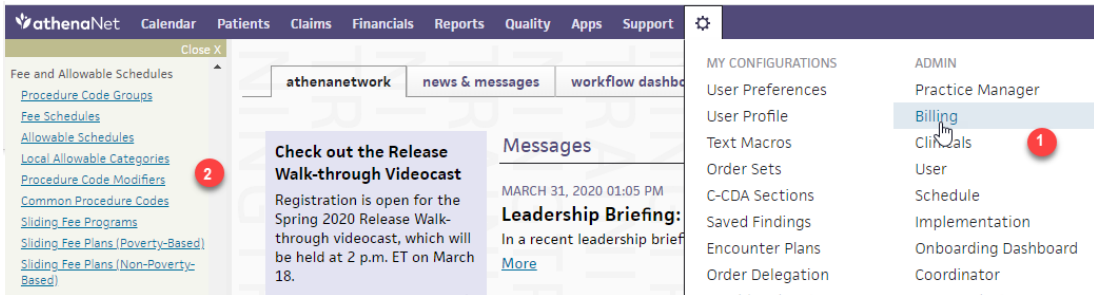 athenaNet Calendar Patients Claims Financials Reports Quality Apps Support
Close X
Fee and Allowable Schedules
Procedure Code Groups
Fee Schedules
Allowable Schedules
Local Allowable Categories
Procedure Code Modifiers
Common Procedure Codes
Sliding Fee Programs
Sliding Fee Plans (Poverty-Based)
Sliding Fee Plans (Non-Poverty-
Based)
2
athenanetwork news & messages workflow dashbo
Check out the Release
Walk-through Videocast
Registration is open for the
Spring 2020 Release Walk-
through videocast, which will
be held at 2 p.m. ET on March
18.
Messages
MARCH 31, 2020 01:05 PM
Leadership Briefing:
In a recent leadership brief
More
MY CONFIGURATIONS
User Preferences
User Profile
Text Macros
Order Sets
C-CDA Sections
Saved Findings
Encounter Plans
Order Delegation
ADMIN
Practice Manager
Billing
Clinicals
1
User
Schedule
Implementation
Onboarding Dashboard
Coordinator